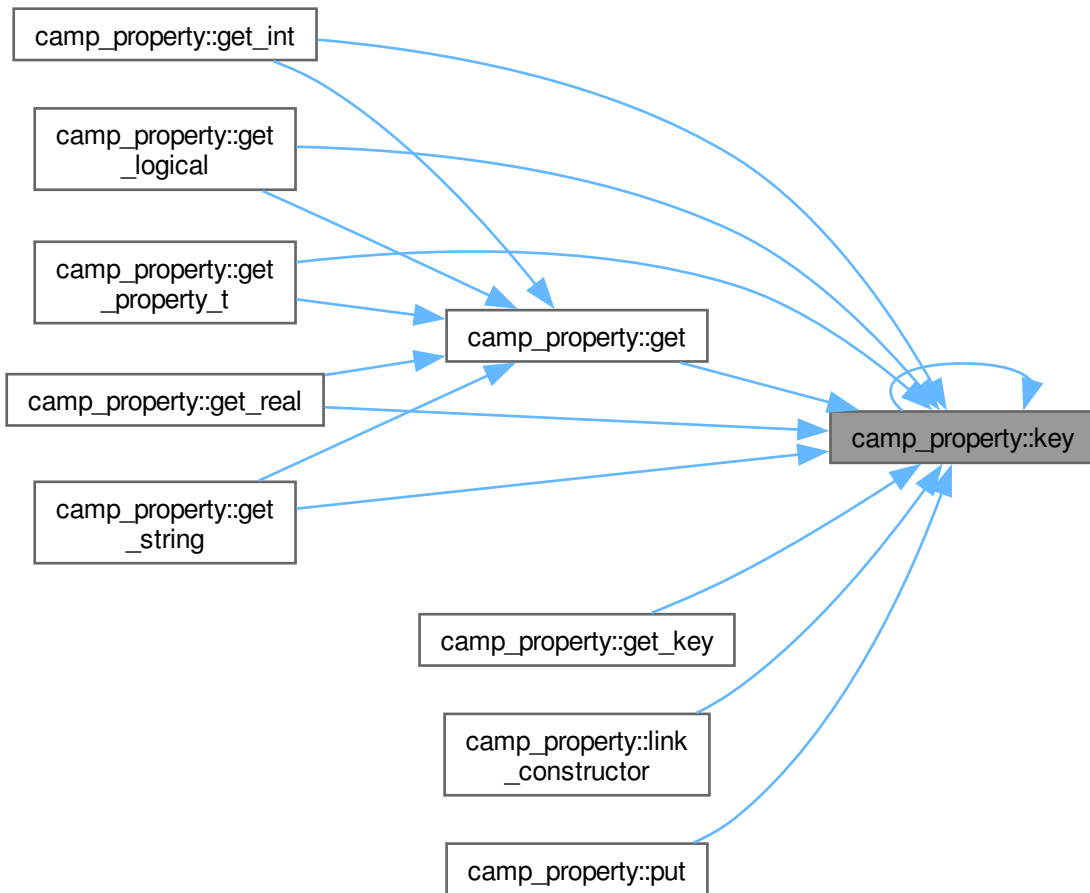 camp_property::get_int
camp_property::get
_logical
camp_property::get
_property_t
camp_property::get
camp_property::get_real
camp_property::key
camp_property::get
_string
camp_property::get_key
camp_property::link
_constructor
camp_property::put